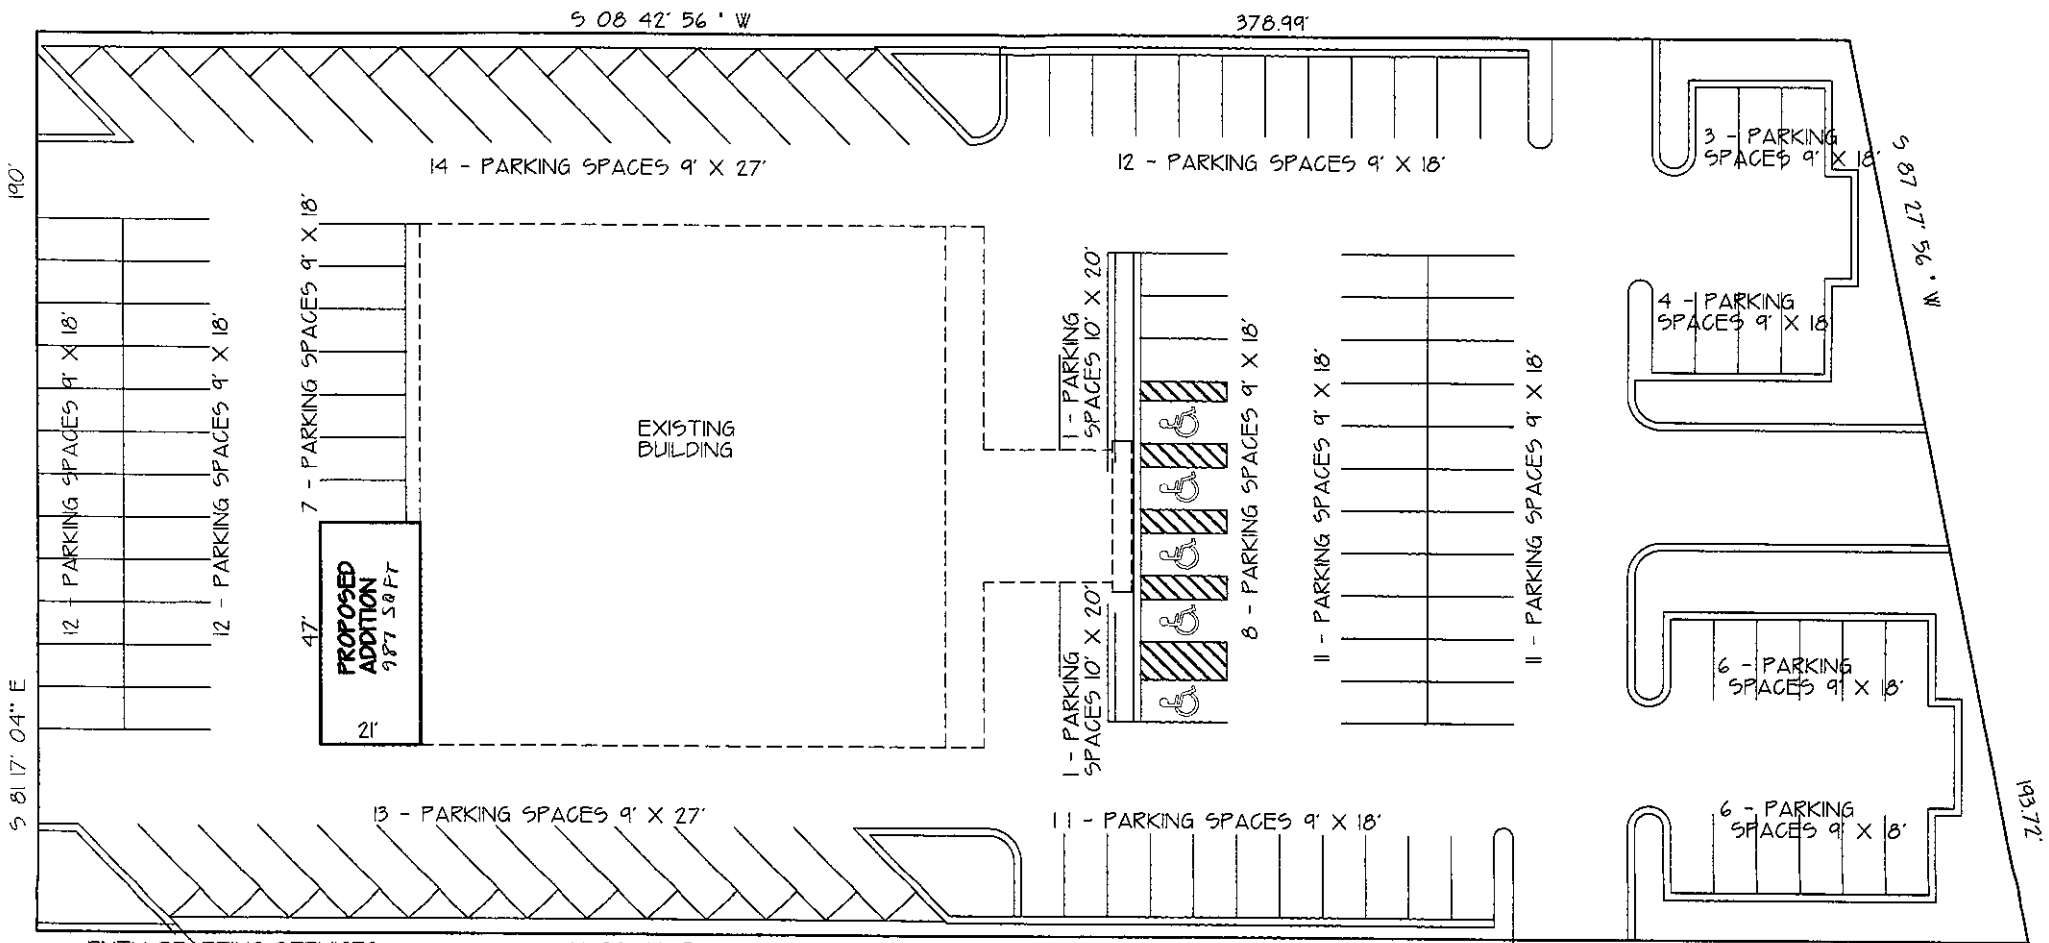 S 08 42' 56 " W
378.99'
190'
S 81 17' 04" E
14 - PARKING SPACES 9' X 27'
12 - PARKING SPACES 9' X 18'
3 - PARKING
SPACES 9' X 18'
S 87 27' 56 " W
4 - PARKING
SPACES 9' X 18'
12 - PARKING SPACES 9' X 18'
12 - PARKING SPACES 9' X 18'
7 - PARKING SPACES 9' X 18'
EXISTING
BUILDING
1 - PARKING
SPACES 10' X 20'
8 - PARKING SPACES 9' X 18'
11 - PARKING SPACES 9' X 18'
11 - PARKING SPACES 9' X 18'
47'
PROPOSED
ADDITION
987 SQ FT
21'
1 - PARKING
SPACES 10' X 20'
6 - PARKING
SPACES 9' X 18'
13 - PARKING SPACES 9' X 27'
11 - PARKING SPACES 9' X 18'
6 - PARKING
SPACES 9' X 18'
193.72'